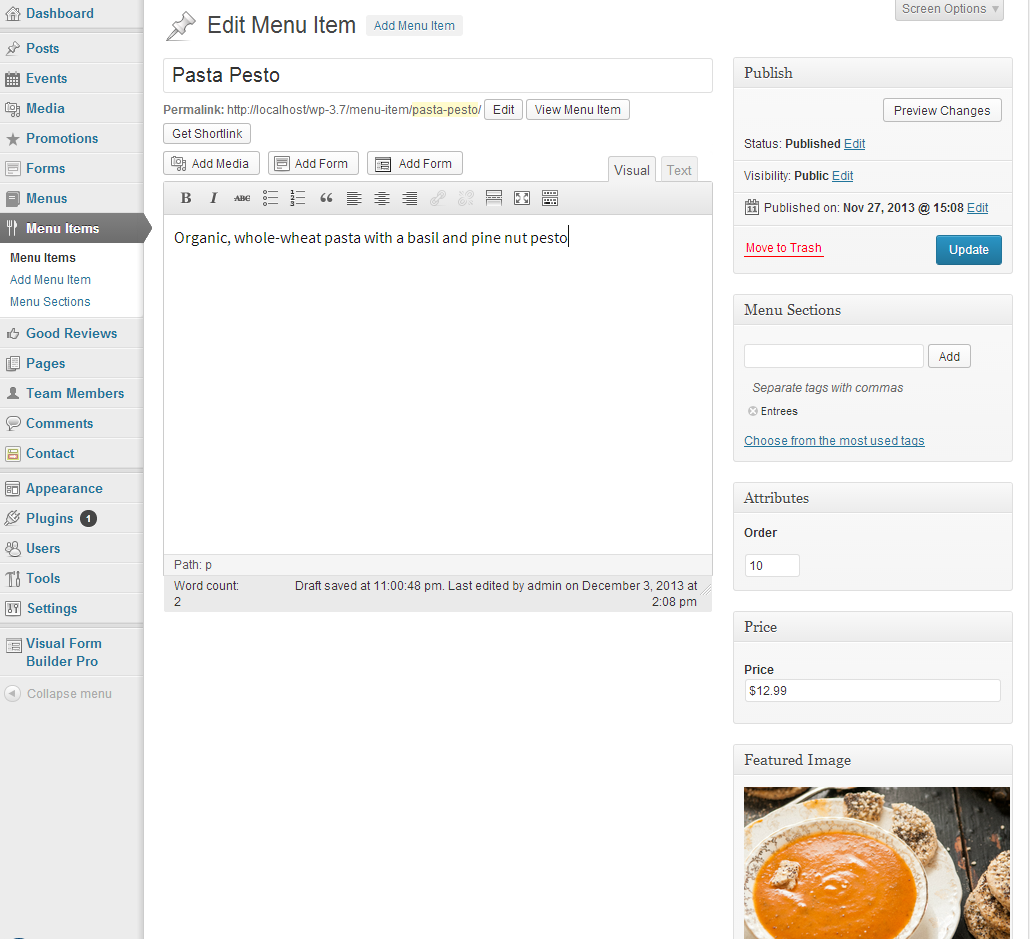 Dashboard
Posts
Events
Media
Promotions
Forms
Menus
Menu Items
Menu Items
Add Menu Item
Menu Sections
Good Reviews
Pages
Team Members
Comments
Contact
Appearance
Plugins 1
Users
Tools
Settings
Visual Form
Builder Pro
Collapse menu
Screen Options
Edit Menu Item Add Menu Item
Pasta Pesto
Permalink: http://localhost/wp-3.7/menu-item/pasta-pesto/ Edit View Menu Item
Get Shortlink
Add Media Add Form Add Form Visual Text
B I ABC
Organic, whole-wheat pasta with a basil and pine nut pesto
Path: p
Word count: Draft saved at 11:00:48 pm. Last edited by admin on December 3, 2013 at
2 2:08 pm
Publish
Preview Changes
Status: Published Edit
Visibility: Public Edit
11 Published on: Nov 27, 2013 @ 15:08 Edit
Move to Trash Update
Menu Sections
Add
Separate tags with commas
Entrees
Choose from the most used tags
Attributes
Order
10
Price
Price
$12.99
Featured Image